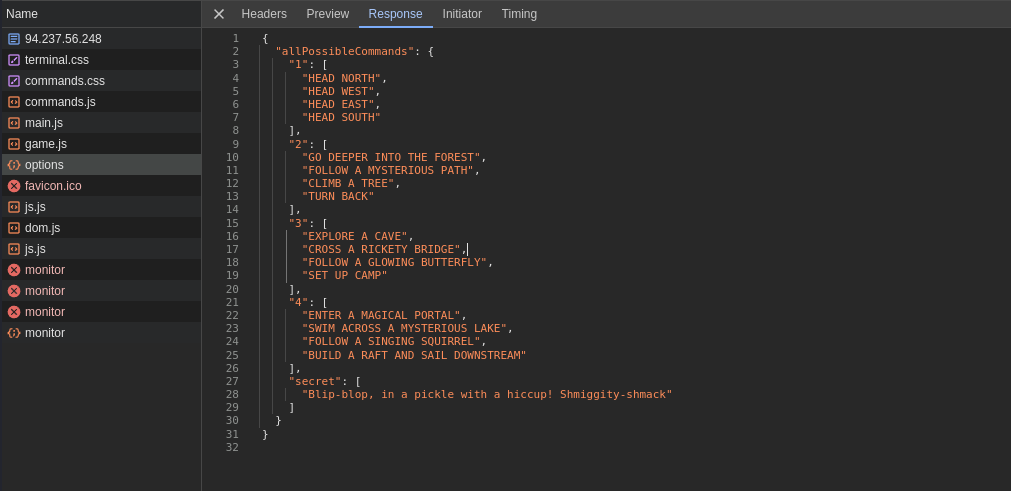 Name
94.237.56.248
terminal.css
commands.css
commands.js
main.js
game.js
options
favicon.ico
js.js
dom.js
js.js
monitor
monitor
monitor
monitor
Headers Preview Response Initiator Timing
1 {
2 "allPossibleCommands": {
3 "1": [
4 "HEAD NORTH",
5 "HEAD WEST",
6 "HEAD EAST",
7 "HEAD SOUTH"
8 ],
9 "2": [
10 "GO DEEPER INTO THE FOREST",
11 "FOLLOW A MYSTERIOUS PATH",
12 "CLIMB A TREE",
13 "TURN BACK"
14 ],
15 "3": [
16 "EXPLORE A CAVE",
17 "CROSS A RICKETY BRIDGE",
18 "FOLLOW A GLOWING BUTTERFLY",
19 "SET UP CAMP"
20 ],
21 "4": [
22 "ENTER A MAGICAL PORTAL",
23 "SWIM ACROSS A MYSTERIOUS LAKE",
24 "FOLLOW A SINGING SQUIRREL",
25 "BUILD A RAFT AND SAIL DOWNSTREAM"
26 ],
27 "secret": [
28 "Blip-blop, in a pickle with a hiccup! Shmiggity-shmack"
29 ]
30 }
31 }
32